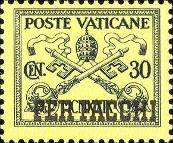 POSTE VATICANE
CEN. 30
PER PACCHI